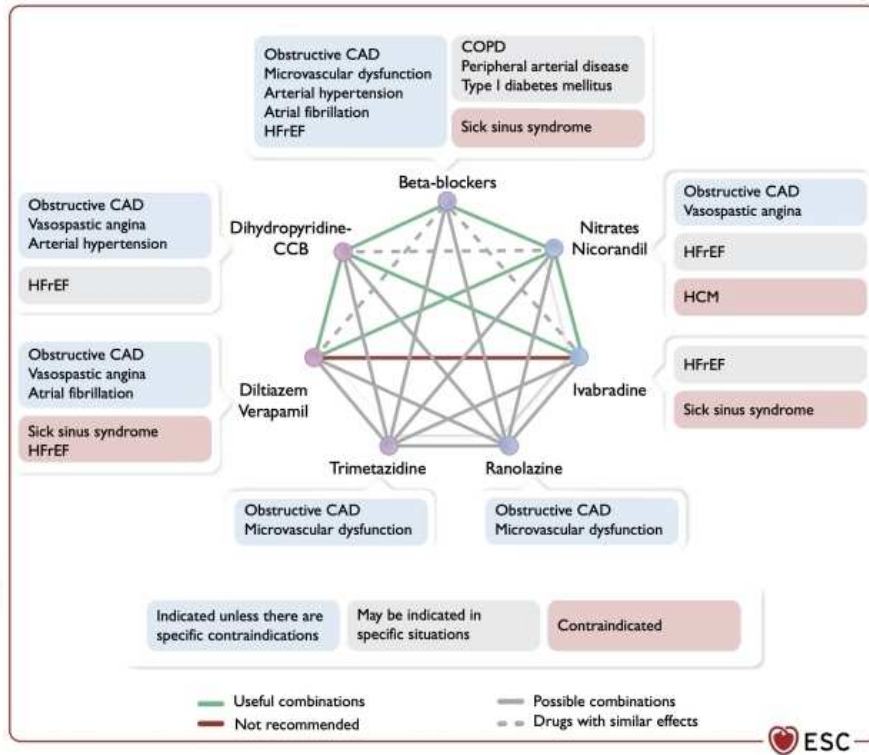 Obstructive CAD
Microvascular dysfunction
Arterial hypertension
Atrial fibrillation
HFrEF
COPD
Peripheral arterial disease
Type I diabetes mellitus
Sick sinus syndrome
Beta-blockers
Obstructive CAD
Vasospastic angina
Arterial hypertension
HFrEF
Dihydropyridine-
CCB
Nitrates
Nicorandil
Obstructive CAD
Vasospastic angina
HFrEF
HCM
Obstructive CAD
Vasospastic angina
Atrial fibrillation
Sick sinus syndrome
HFrEF
Diltiazem
Verapamil
Ivabradine
HFrEF
Sick sinus syndrome
Trimetazidine
Ranolazine
Obstructive CAD
Microvascular dysfunction
Obstructive CAD
Microvascular dysfunction
Indicated unless there are
specific contraindications
May be indicated in
specific situations
Contraindicated
Useful combinations
Not recommended
Possible combinations
Drugs with similar effects
ESC